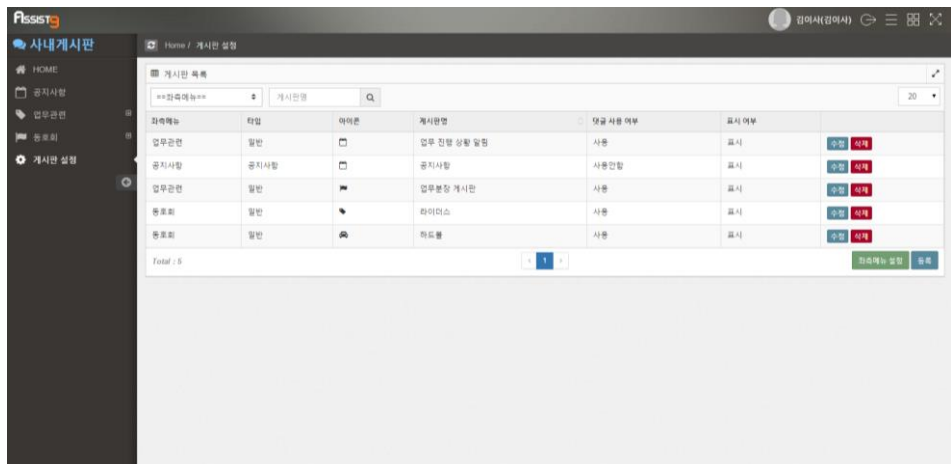 Assist9
김이사(김이사)
사내게시판
Home / 게시판 설정
HOME
공지사항
업무관련
동호회
게시판 설정
게시판 목록
==좌측메뉴==
게시판명
20
좌측메뉴 타입 아이콘 게시판명 댓글 사용 여부 표시 여부
업무관련 일반 업무 진행 상황 알림 사용 표시 수정 삭제
공지사항 공지사항 공지사항 사용안함 표시 수정 삭제
업무관련 일반 업무분장 게시판 사용 표시 수정 삭제
동호회 일반 라이더스 사용 표시 수정 삭제
동호회 일반 하드볼 사용 표시 수정 삭제
Total : 5
‹ 1 ›
좌측메뉴 설정 등록